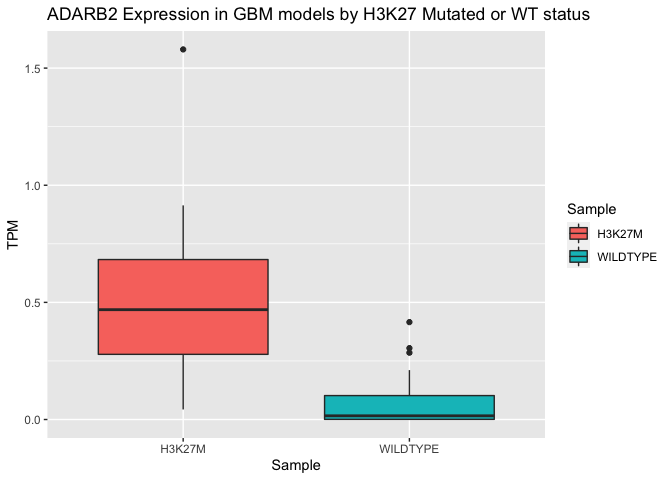 ADARB2 Expression in GBM models by H3K27 Mutated or WT status
1.5
1.0
0.5
0.0
TPM
H3K27M
WILDTYPE
Sample
Sample
H3K27M
WILDTYPE